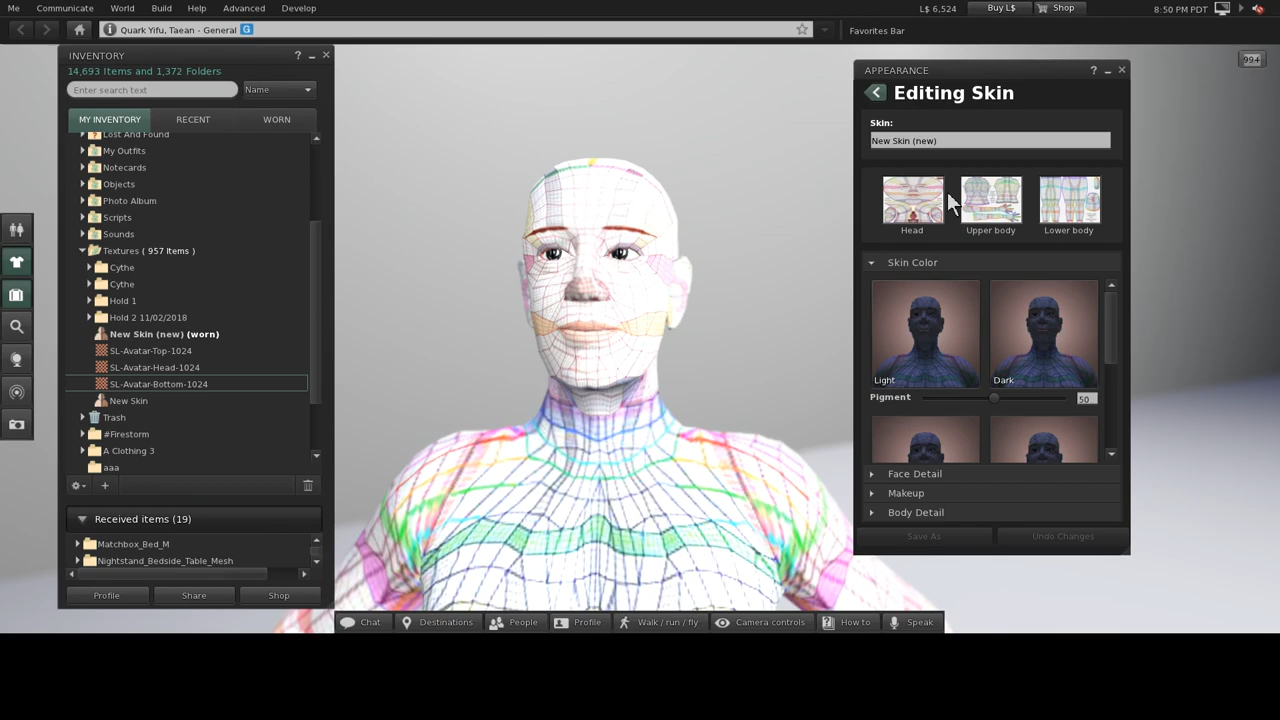 Me Communicate World Build Help Advanced Develop L$ 6,524 Buy L$ Shop 8:50 PM PDT
Quark Yifu, Taean - General G Favorites Bar
99+
INVENTORY
14,693 Items and 1,372 Folders
Enter search text Name
MY INVENTORY RECENT WORN
Lost And Found
My Outfits
Notecards
Objects
Photo Album
Scripts
Sounds
Textures ( 957 Items )
Cythe
Cythe
Hold 1
Hold 2 11/02/2018
New Skin (new) (worn)
SL-Avatar-Top-1024
SL-Avatar-Head-1024
SL-Avatar-Bottom-1024
New Skin
Trash
#Firestorm
A Clothing 3
aaa
Received items (19)
Matchbox_Bed_M
Nightstand_Bedside_Table_Mesh
Profile Share Shop
APPEARANCE
Editing Skin
Skin:
New Skin (new)
Head Upper body Lower body
Skin Color
Light Dark
Pigment 50
Face Detail
Makeup
Body Detail
Save As Undo Changes
Chat Destinations People Profile Walk / run / fly Camera controls How to Speak